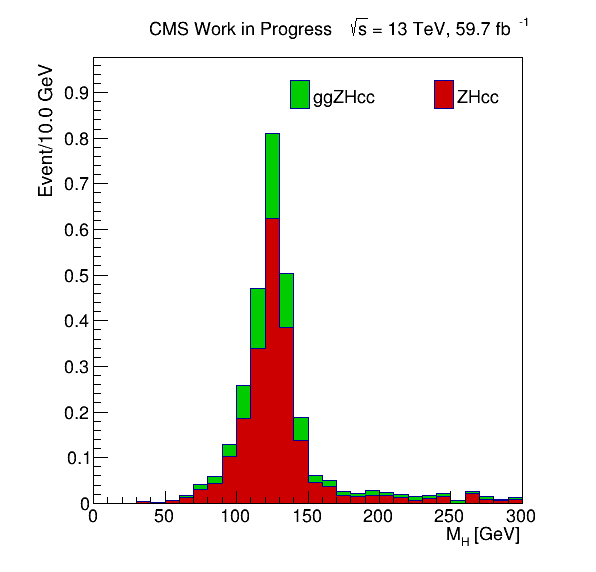 CMS Work in Progress √s = 13 TeV, 59.7 fb⁻¹
Event/10.0 GeV
ggZHcc ZHcc
0.9
0.8
0.7
0.6
0.5
0.4
0.3
0.2
0.1
0
0 50 100 150 200 250 300
M_H [GeV]